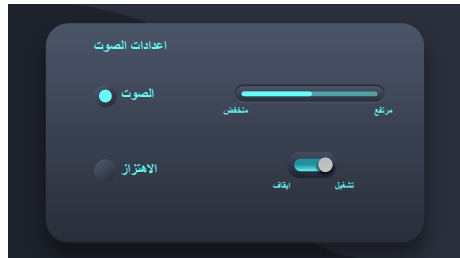 اعدادات الصوت
الصوت
مرتفع
منخفض
الاهتزاز
تشغيل
ايقاف